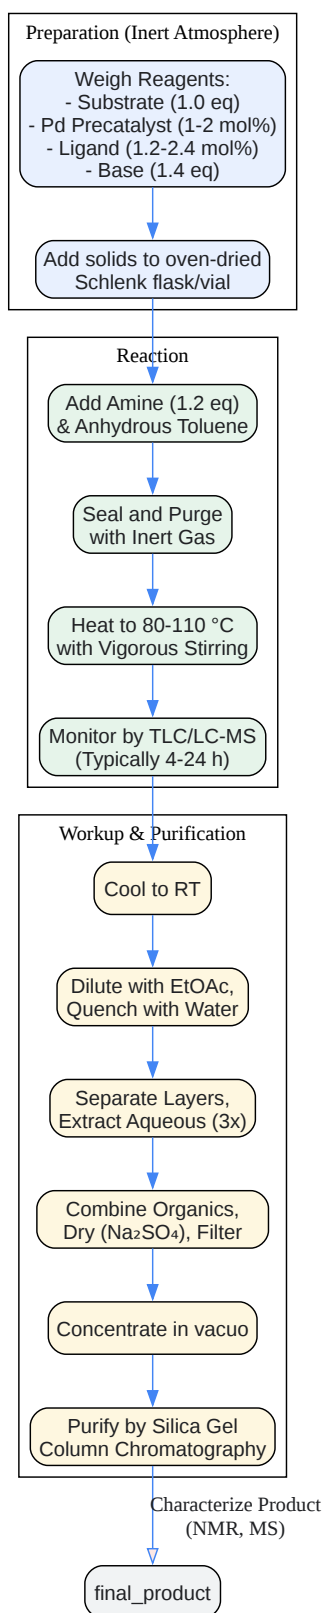 Preparation (Inert Atmosphere)
Weigh Reagents:
- Substrate (1.0 eq)
- Pd Precatalyst (1-2 mol%)
- Ligand (1.2-2.4 mol%)
- Base (1.4 eq)
Add solids to oven-dried
Schlenk flask/vial
Reaction
Add Amine (1.2 eq)
& Anhydrous Toluene
Seal and Purge
with Inert Gas
Heat to 80-110 °C
with Vigorous Stirring
Monitor by TLC/LC-MS
(Typically 4-24 h)
Workup & Purification
Cool to RT
Dilute with EtOAc,
Quench with Water
Separate Layers,
Extract Aqueous (3x)
Combine Organics,
Dry (Na₂SO₄), Filter
Concentrate in vacuo
Purify by Silica Gel
Column Chromatography
Characterize Product
(NMR, MS)
final_product